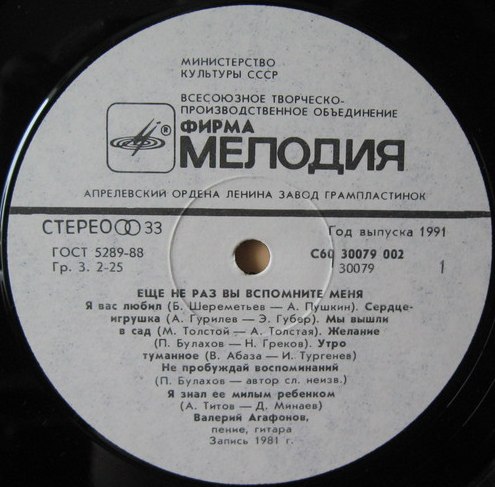 МИНИСТЕРСТВО
КУЛЬТУРЫ СССР
ВСЕСОЮЗНОЕ ТВОРЧЕСКО-
ПРОИЗВОДСТВЕННОЕ ОБЪЕДИНЕНИЕ
® ФИРМА
МЕЛОДИЯ
АПРЕЛЕВСКИЙ ОРДЕНА ЛЕНИНА ЗАВОД ГРАМПЛАСТИНОК
СТЕРЕО 33
Год выпуска 1991
ГОСТ 5289-88
С60 30079 002
Гр. 3. 2-25
30079
1
ЕЩЕ НЕ РАЗ ВЫ ВСПОМНИТЕ МЕНЯ
Я вас любил (Б. Шереметьев — А. Пушкин). Сердце-
игрушка (А. Гурилев — Э. Губер). Мы вышли
в сад (М. Толстой — А. Толстая). Желание
(П. Булахов — Н. Греков). Утро
туманное (В. Абаза — И. Тургенев)
Не пробуждай воспоминаний
(П. Булахов — автор сл. неизв.)
Я знал ее милым ребенком
(А. Титов — Д. Минаев)
Валерий Агафонов,
пение, гитара
Запись 1981 г.